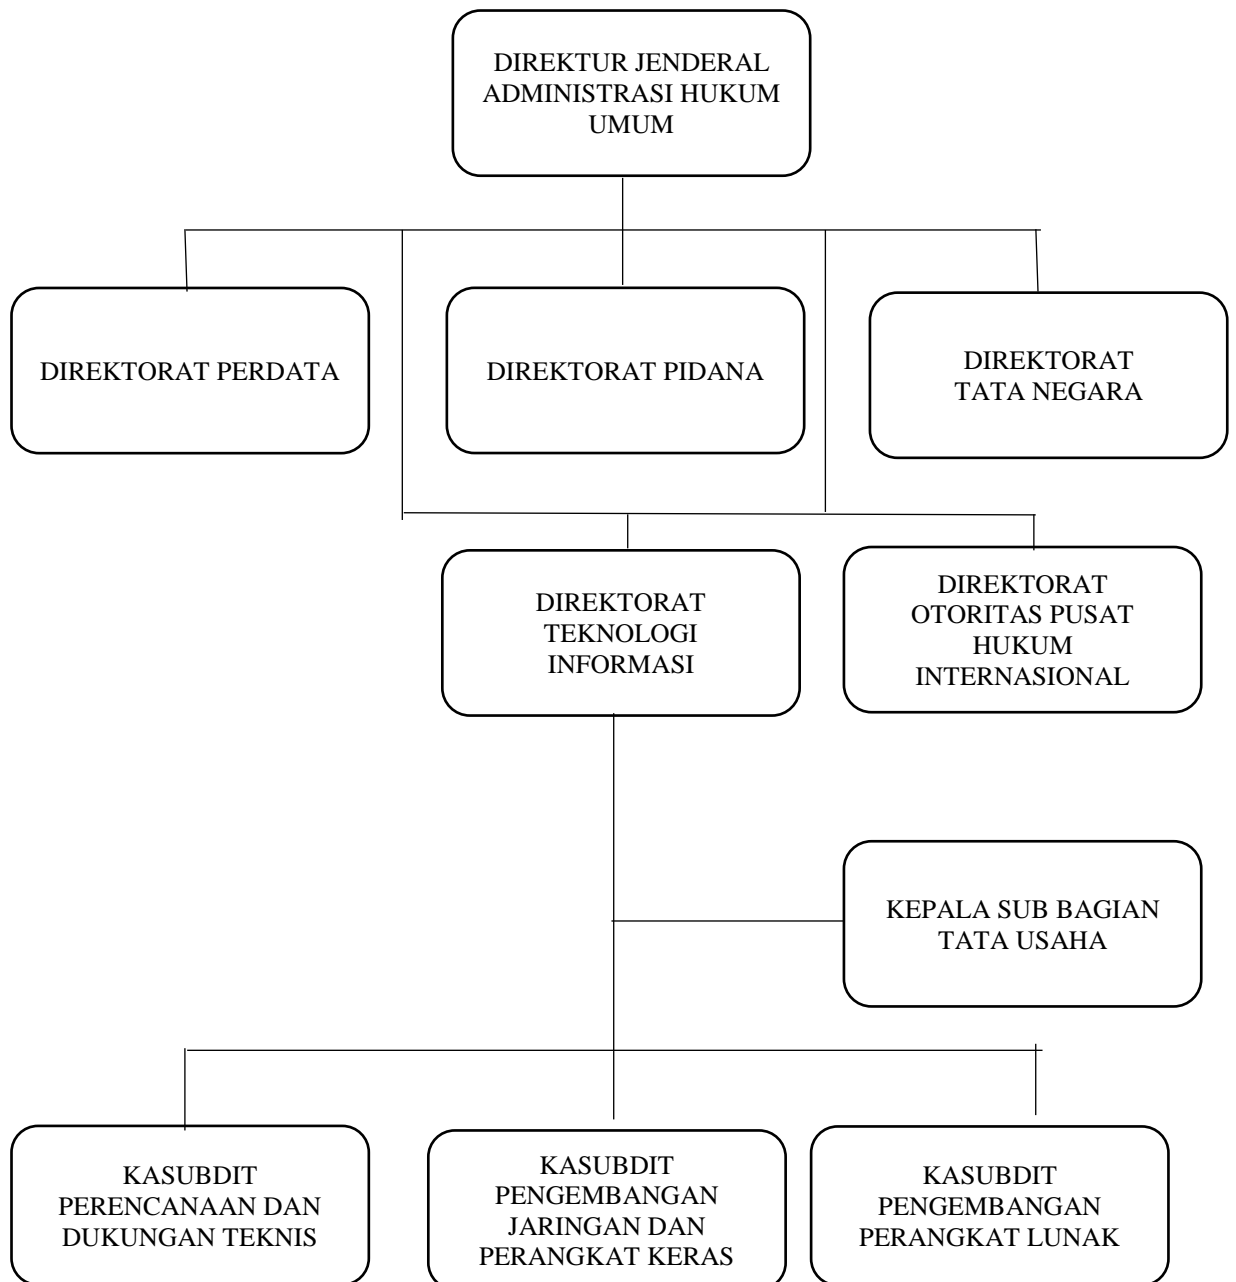 DIREKTUR JENDERAL
ADMINISTRASI HUKUM
UMUM
DIREKTORAT PERDATA
DIREKTORAT PIDANA
DIREKTORAT
TATA NEGARA
DIREKTORAT
TEKNOLOGI
INFORMASI
DIREKTORAT
OTORITAS PUSAT
HUKUM
INTERNASIONAL
KEPALA SUB BAGIAN
TATA USAHA
KASUBDIT
PERENCANAAN DAN
DUKUNGAN TEKNIS
KASUBDIT
PENGEMBANGAN
JARINGAN DAN
PERANGKAT KERAS
KASUBDIT
PENGEMBANGAN
PERANGKAT LUNAK